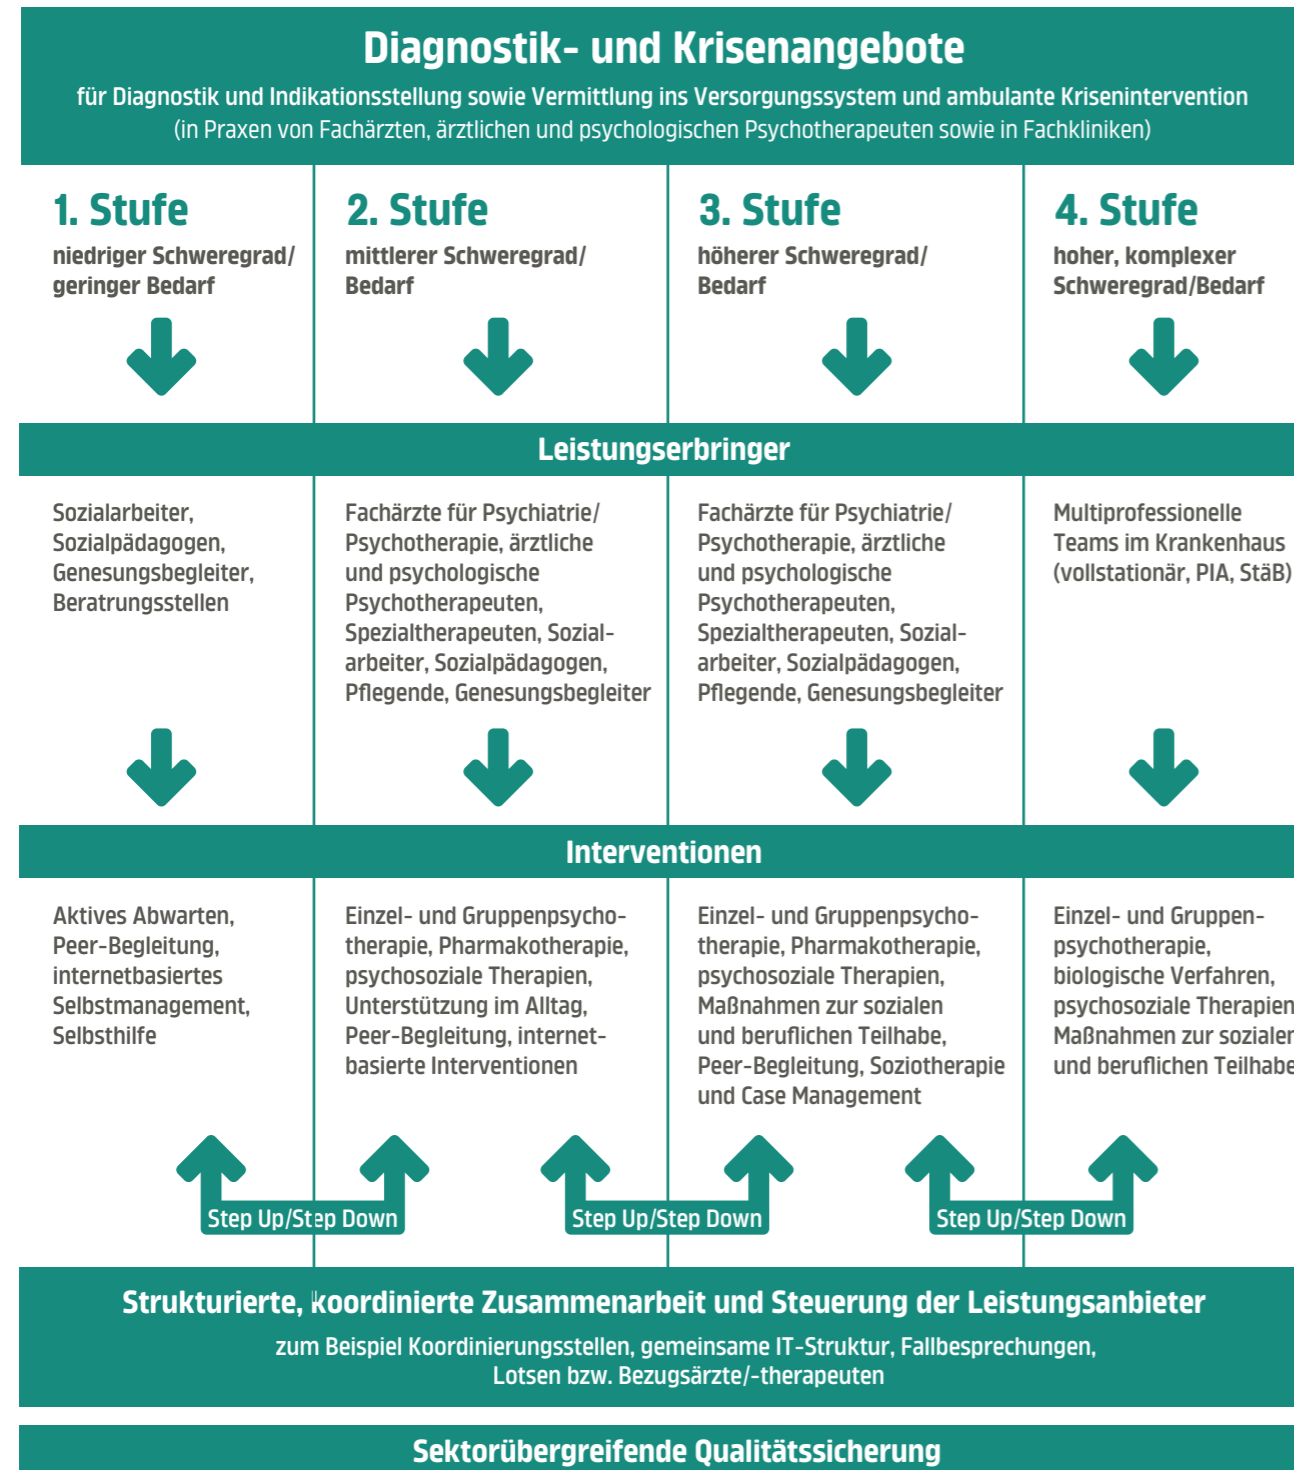 Diagnostik- und Krisenangebote
für Diagnostik und Indikationsstellung sowie Vermittlung ins Versorgungssystem und ambulante Krisenintervention
(in Praxen von Fachärzten, ärztlichen und psychologischen Psychotherapeuten sowie in Fachkliniken)
1. Stufe
niedriger Schweregrad/
geringer Bedarf
2. Stufe
mittlerer Schweregrad/
Bedarf
3. Stufe
höherer Schweregrad/
Bedarf
4. Stufe
hoher, komplexer
Schweregrad/Bedarf
Leistungserbringer
Sozialarbeiter,
Sozialpädagogen,
Genesungsbegleiter,
Beratrungsstellen
Fachärzte für Psychiatrie/
Psychotherapie, ärztliche
und psychologische
Psychotherapeuten,
Spezialtherapeuten, Sozial-
arbeiter, Sozialpädagogen,
Pflegende, Genesungsbegleiter
Fachärzte für Psychiatrie/
Psychotherapie, ärztliche
und psychologische
Psychotherapeuten,
Spezialtherapeuten, Sozial-
arbeiter, Sozialpädagogen,
Pflegende, Genesungsbegleiter
Multiprofessionelle
Teams im Krankenhaus
(vollstationär, PIA, StäB)
Interventionen
Aktives Abwarten,
Peer-Begleitung,
internetbasiertes
Selbstmanagement,
Selbsthilfe
Einzel- und Gruppenpsycho-
therapie, Pharmakotherapie,
psychosoziale Therapien,
Unterstützung im Alltag,
Peer-Begleitung, internet-
basierte Interventionen
Einzel- und Gruppenpsycho-
therapie, Pharmakotherapie,
psychosoziale Therapien,
Maßnahmen zur sozialen
und beruflichen Teilhabe,
Peer-Begleitung, Soziotherapie
und Case Management
Einzel- und Gruppen-
psychotherapie,
biologische Verfahren,
psychosoziale Therapien
Maßnahmen zur sozialen
und beruflichen Teilhabe
Step Up/Step Down
Step Up/Step Down
Step Up/Step Down
Strukturierte, koordinierte Zusammenarbeit und Steuerung der Leistungsanbieter
zum Beispiel Koordinierungsstellen, gemeinsame IT-Struktur, Fallbesprechungen,
Lotsen bzw. Bezugsärzte/-therapeuten
Sektorübergreifende Qualitätssicherung